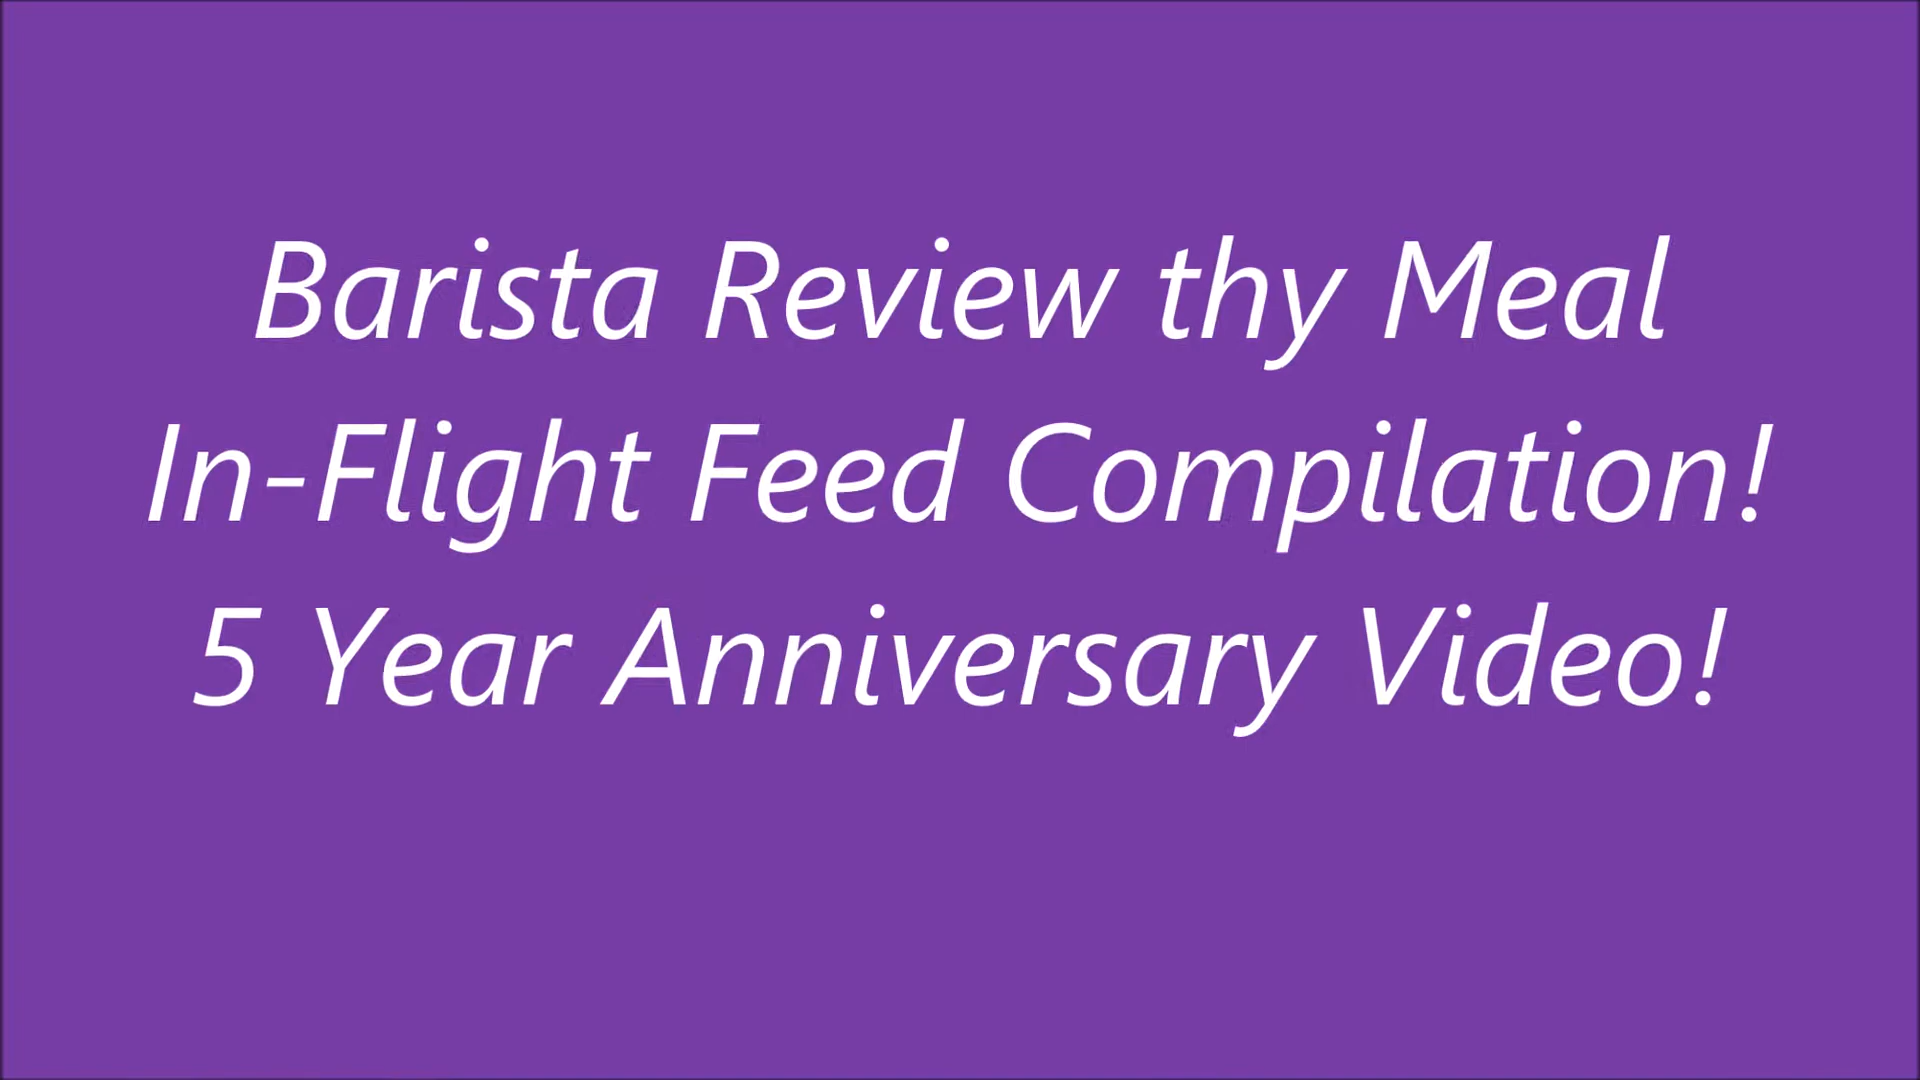 Barista Review thy Meal
In-Flight Feed Compilation!
5 Year Anniversary Video!